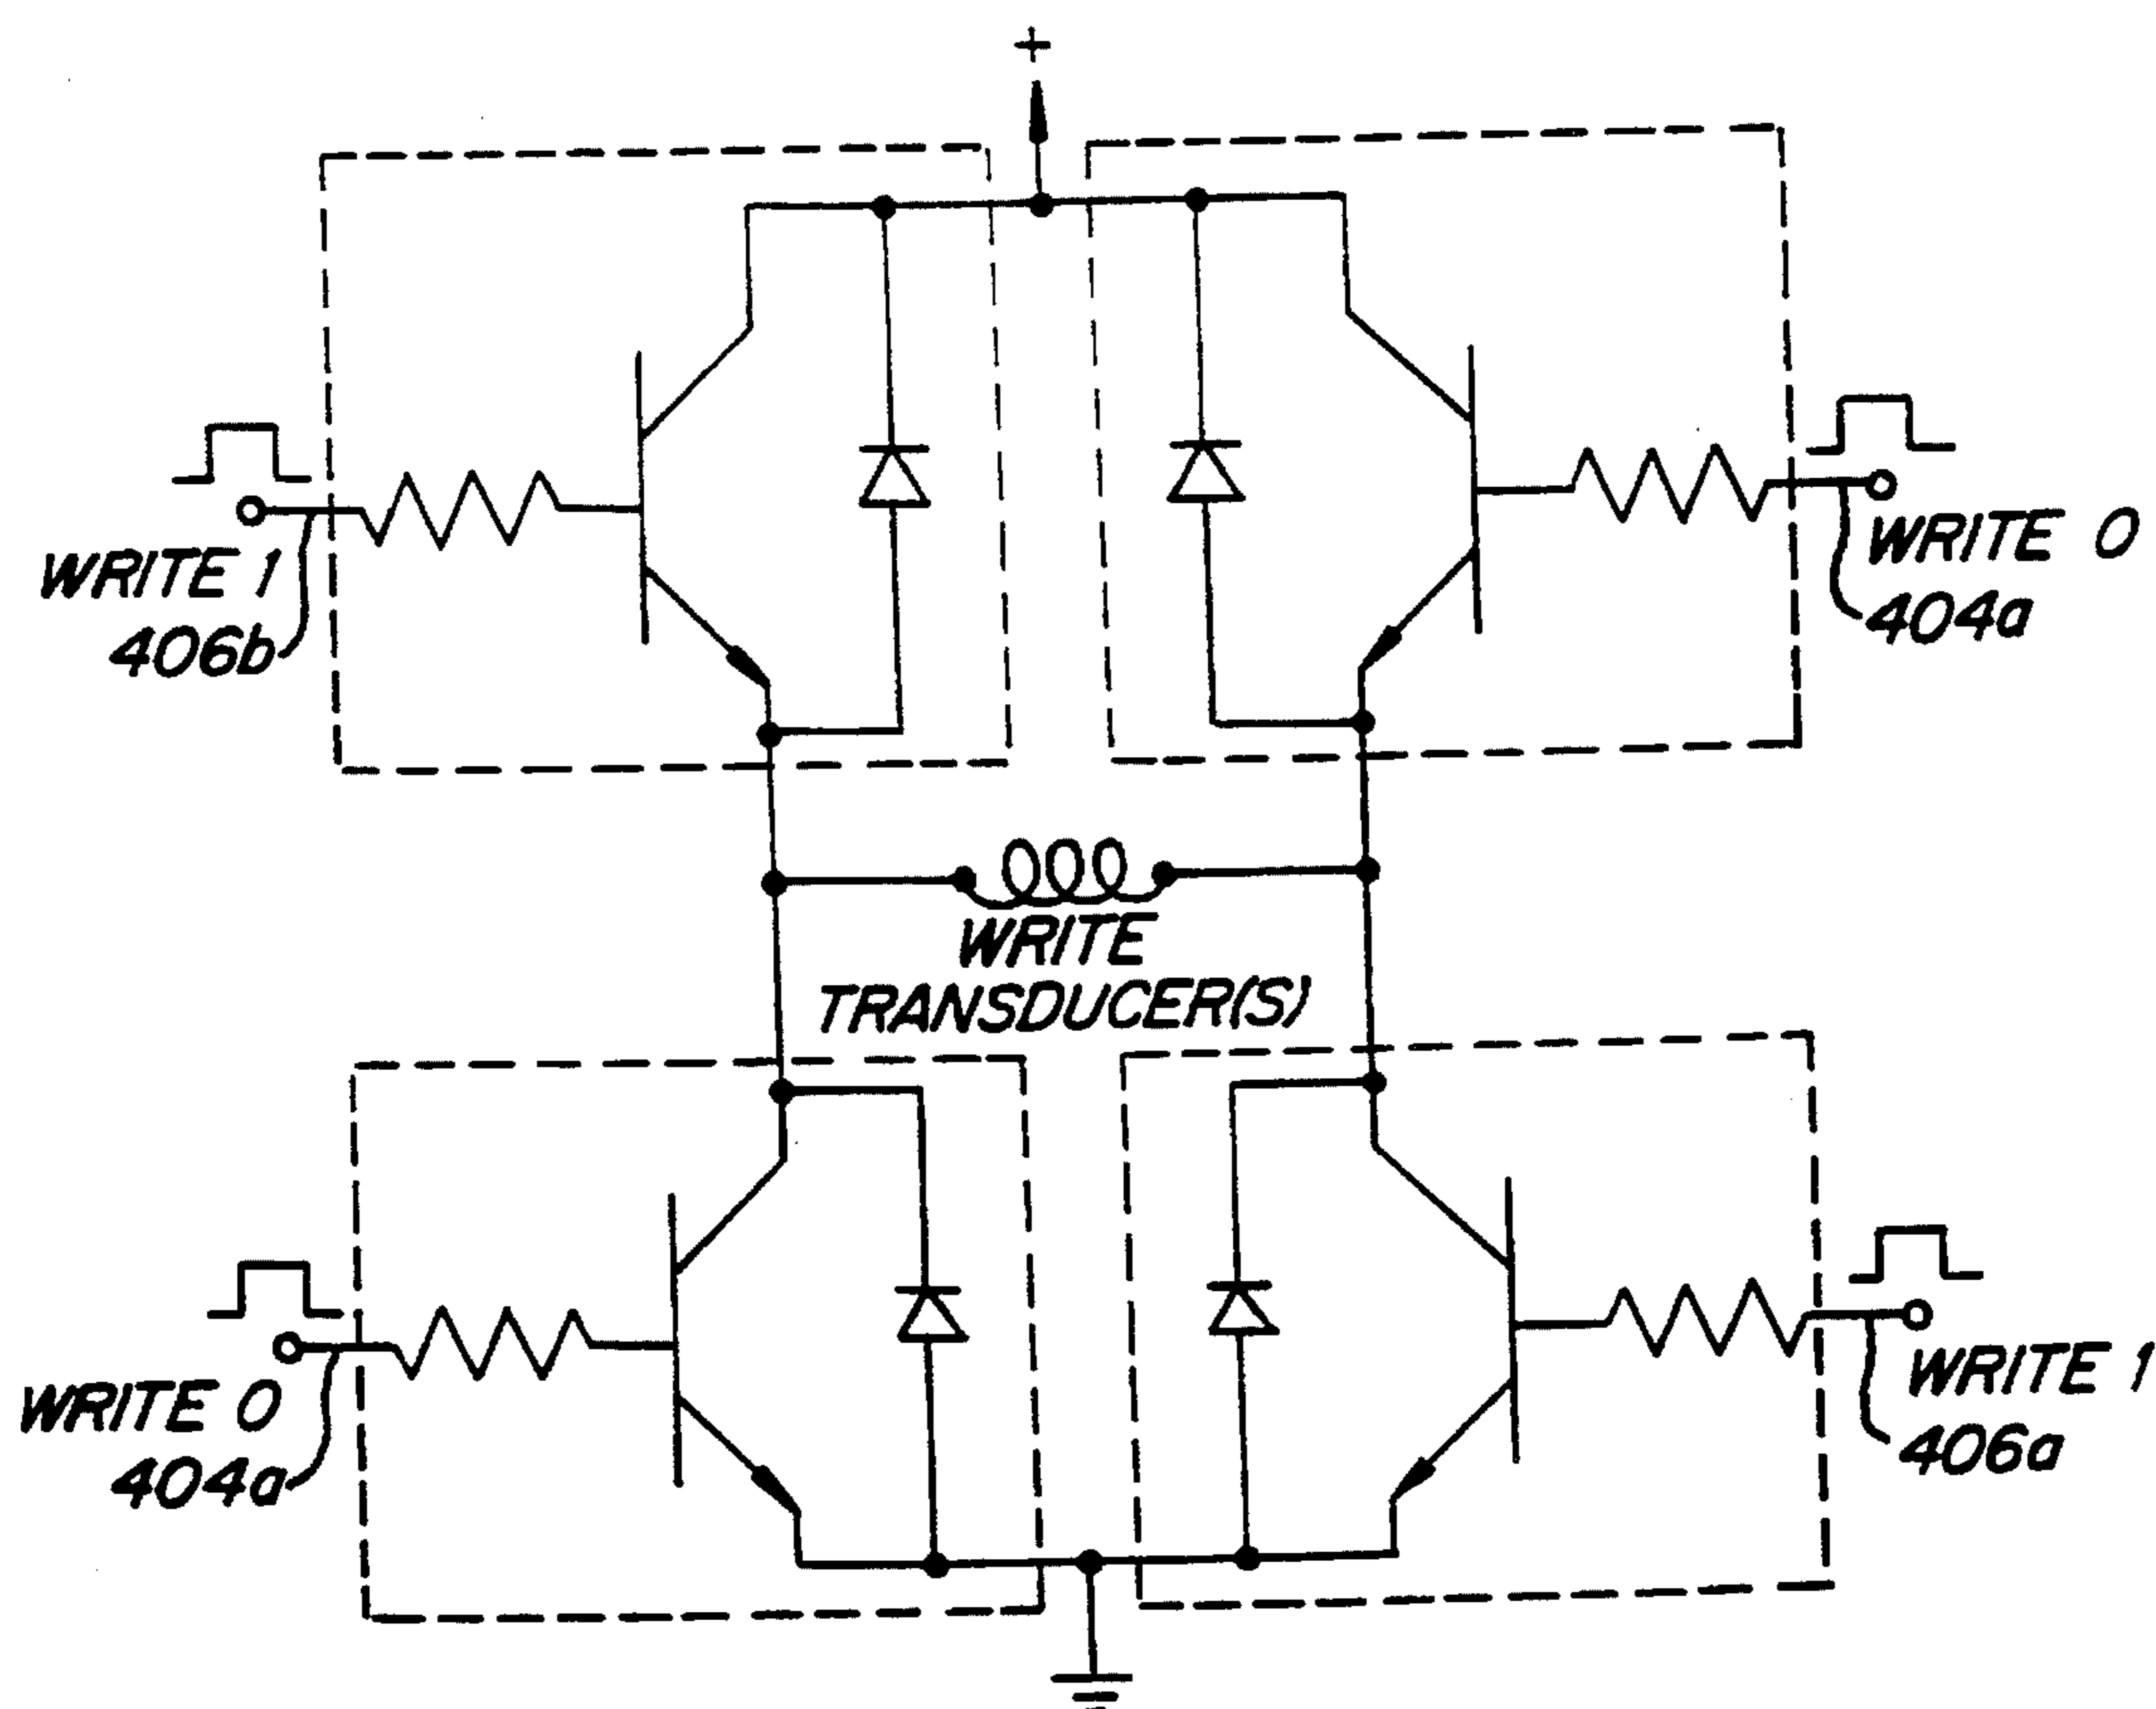 +
WRITE 1
406b
WRITE 0
404a
WRITE
TRANSDUCER(S)
WRITE 0
404a
WRITE 1
406a